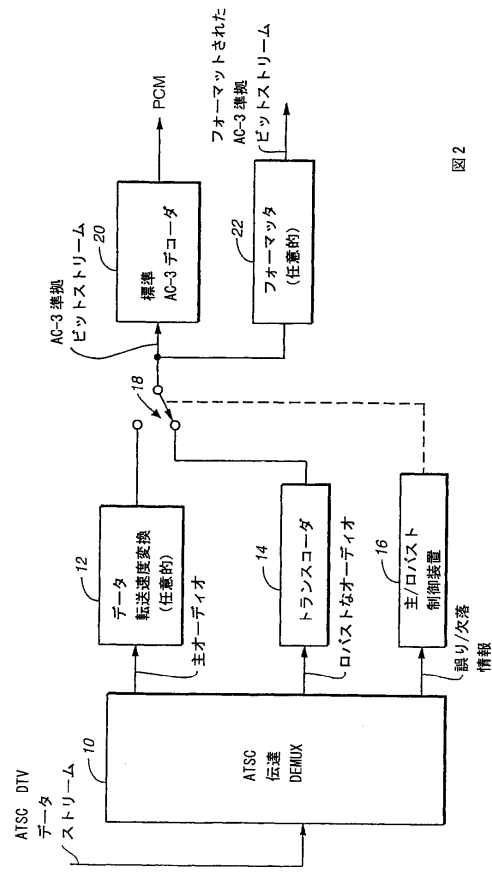 ATSC DTV
データ
ストリーム
10
ATSC
伝達
DEMUX
主オーディオ
ロバストなオーディオ
誤り/欠落
情報
12
データ
転送速度変換
(任意的)
14
トランスコーダ
16
主/ロバスト
制御装置
18
AC-3 準拠
ビットストリーム
20
標準
AC-3 デコーダ
PCM
22
フォーマッタ
(任意的)
フォーマットされた
AC-3 準拠
ビットストリーム
図 2